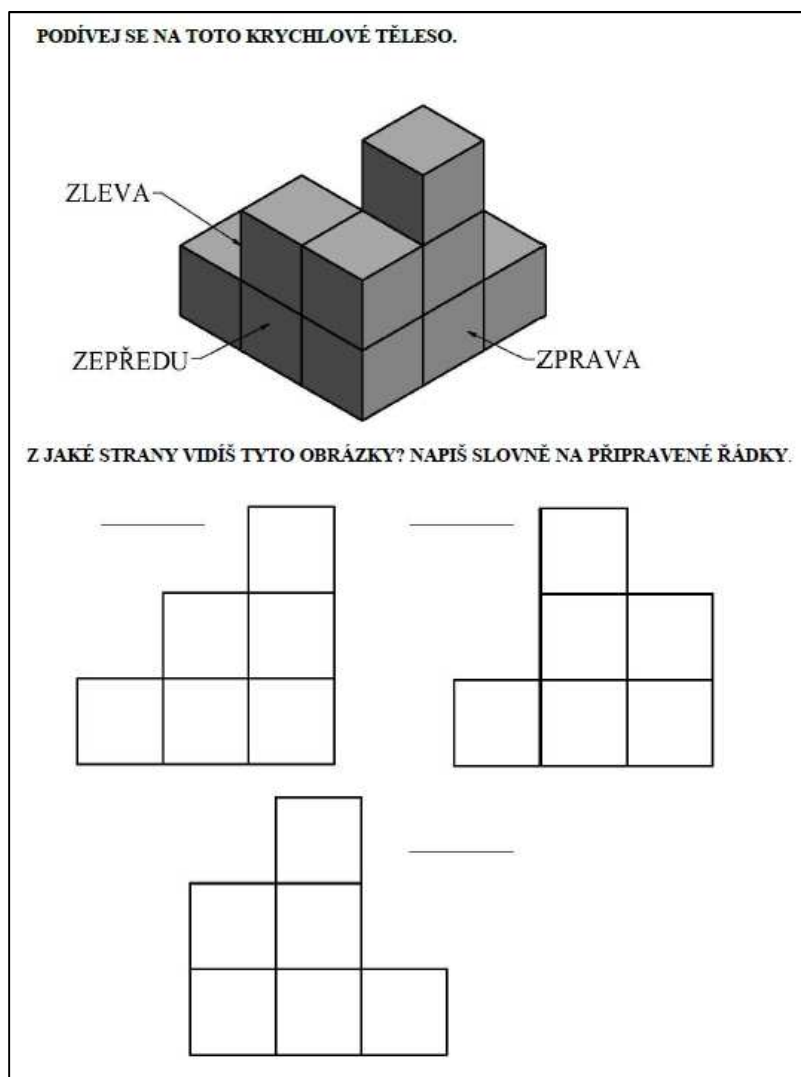 PODÍVEJ SE NA TOTO KRYCHLOVÉ TĚLESO.
ZLEVA
ZEPŘEDU
ZPRAVA
Z JAKÉ STRANY VIDÍŠ TYTO OBRÁZKY? NAPIŠ SLOVNĚ NA PŘIPRAVENÉ ŘÁDKY.